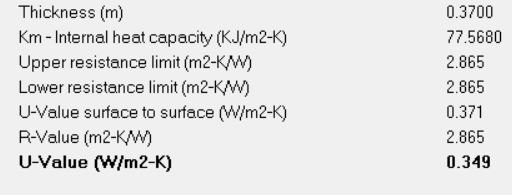 Thickness (m) 0.3700
Km - Internal heat capacity (KJ/m2-K) 77.5680
Upper resistance limit (m2-K/W) 2.865
Lower resistance limit (m2-K/W) 2.865
U-Value surface to surface (W/m2-K) 0.371
R-Value (m2-K/W) 2.865
U-Value (W/m2-K) 0.349